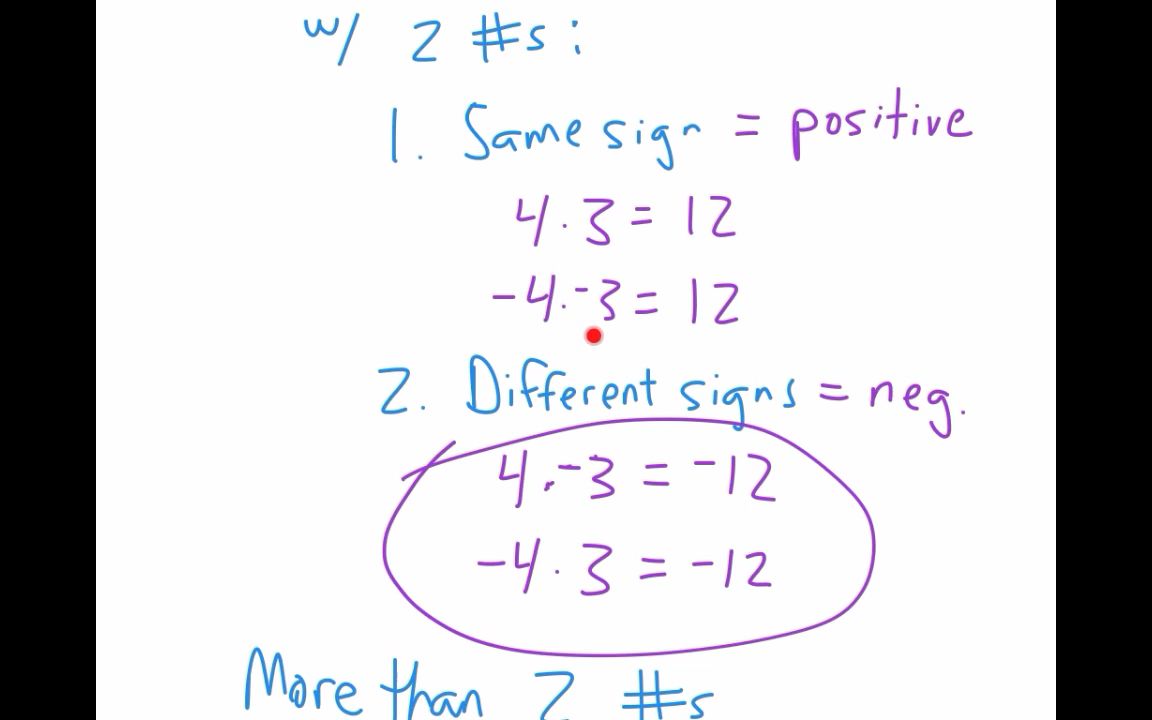 w/ 2 #s:
1. Same sign = positive
4·3 = 12
-4·-3 = 12
2. Different signs = neg.
4·-3 = -12
-4·3 = -12
More than 2 #s